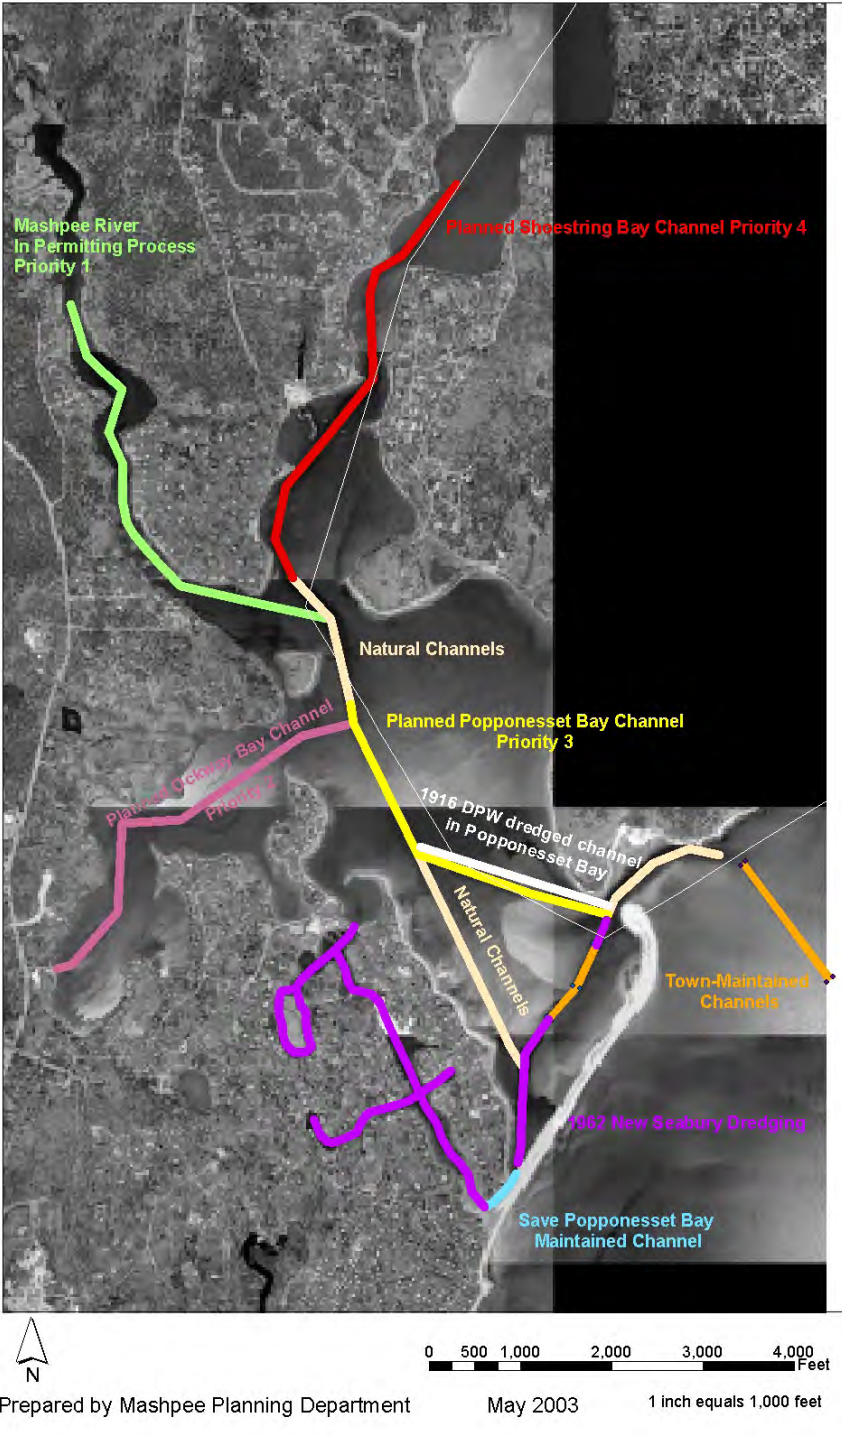 Mashpee River
In Permitting Process
Priority 1
Planned Shoestring Bay Channel Priority 4
Natural Channels
Planned Popponesset Bay Channel
Priority 3
Planned Ockway Bay Channel
Priority 2
1916 DPW dredged channel
in Popponesset Bay
Natural Channels
Town-Maintained
Channels
1962 New Seabury Dredging
Save Popponesset Bay
Maintained Channel
N
0 500 1,000 2,000 3,000 4,000
Feet
Prepared by Mashpee Planning Department May 2003 1 inch equals 1,000 feet